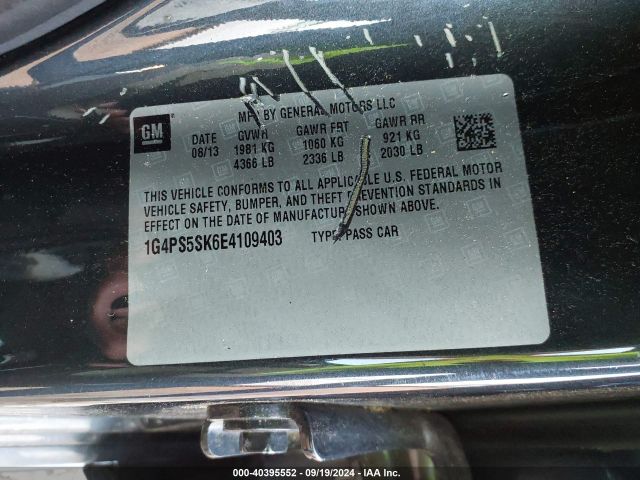 GM
MFD BY GENERAL MOTORS LLC
DATE GVWR GAWR FRT GAWR RR
08/13 1981 KG 1060 KG 921 KG
4366 LB 2336 LB 2030 LB
THIS VEHICLE CONFORMS TO ALL APPLICABLE U.S. FEDERAL MOTOR
VEHICLE SAFETY, BUMPER, AND THEFT PREVENTION STANDARDS IN
EFFECT ON THE DATE OF MANUFACTURE SHOWN ABOVE.
1G4PS5SK6E4109403 TYPE: PASS CAR
000-40395552 - 09/19/2024 - IAA Inc.